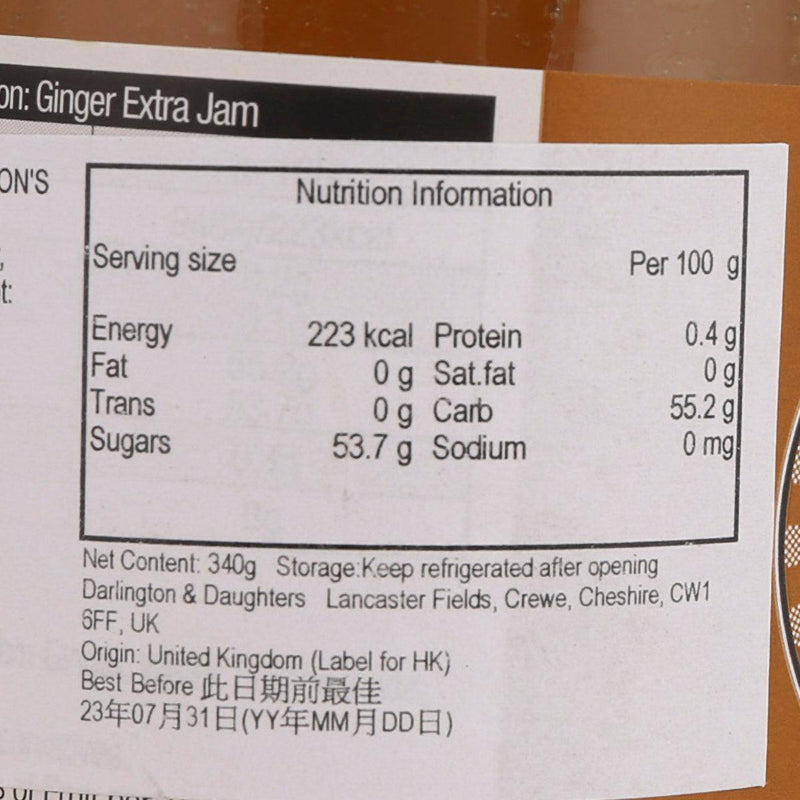 on: Ginger Extra Jam
ON'S
Nutrition Information
Serving size Per 100 g
t:
Energy 223 kcal Protein 0.4 g
Fat 0 g Sat.fat 0 g
Trans 0 g Carb 55.2 g
Sugars 53.7 g Sodium 0 mg
Net Content: 340g Storage:Keep refrigerated after opening
Darlington & Daughters Lancaster Fields, Crewe, Cheshire, CW1
6FF, UK
Origin: United Kingdom (Label for HK)
Best Before 此日期前最佳
23年07月31日(YY年MM月DD日)